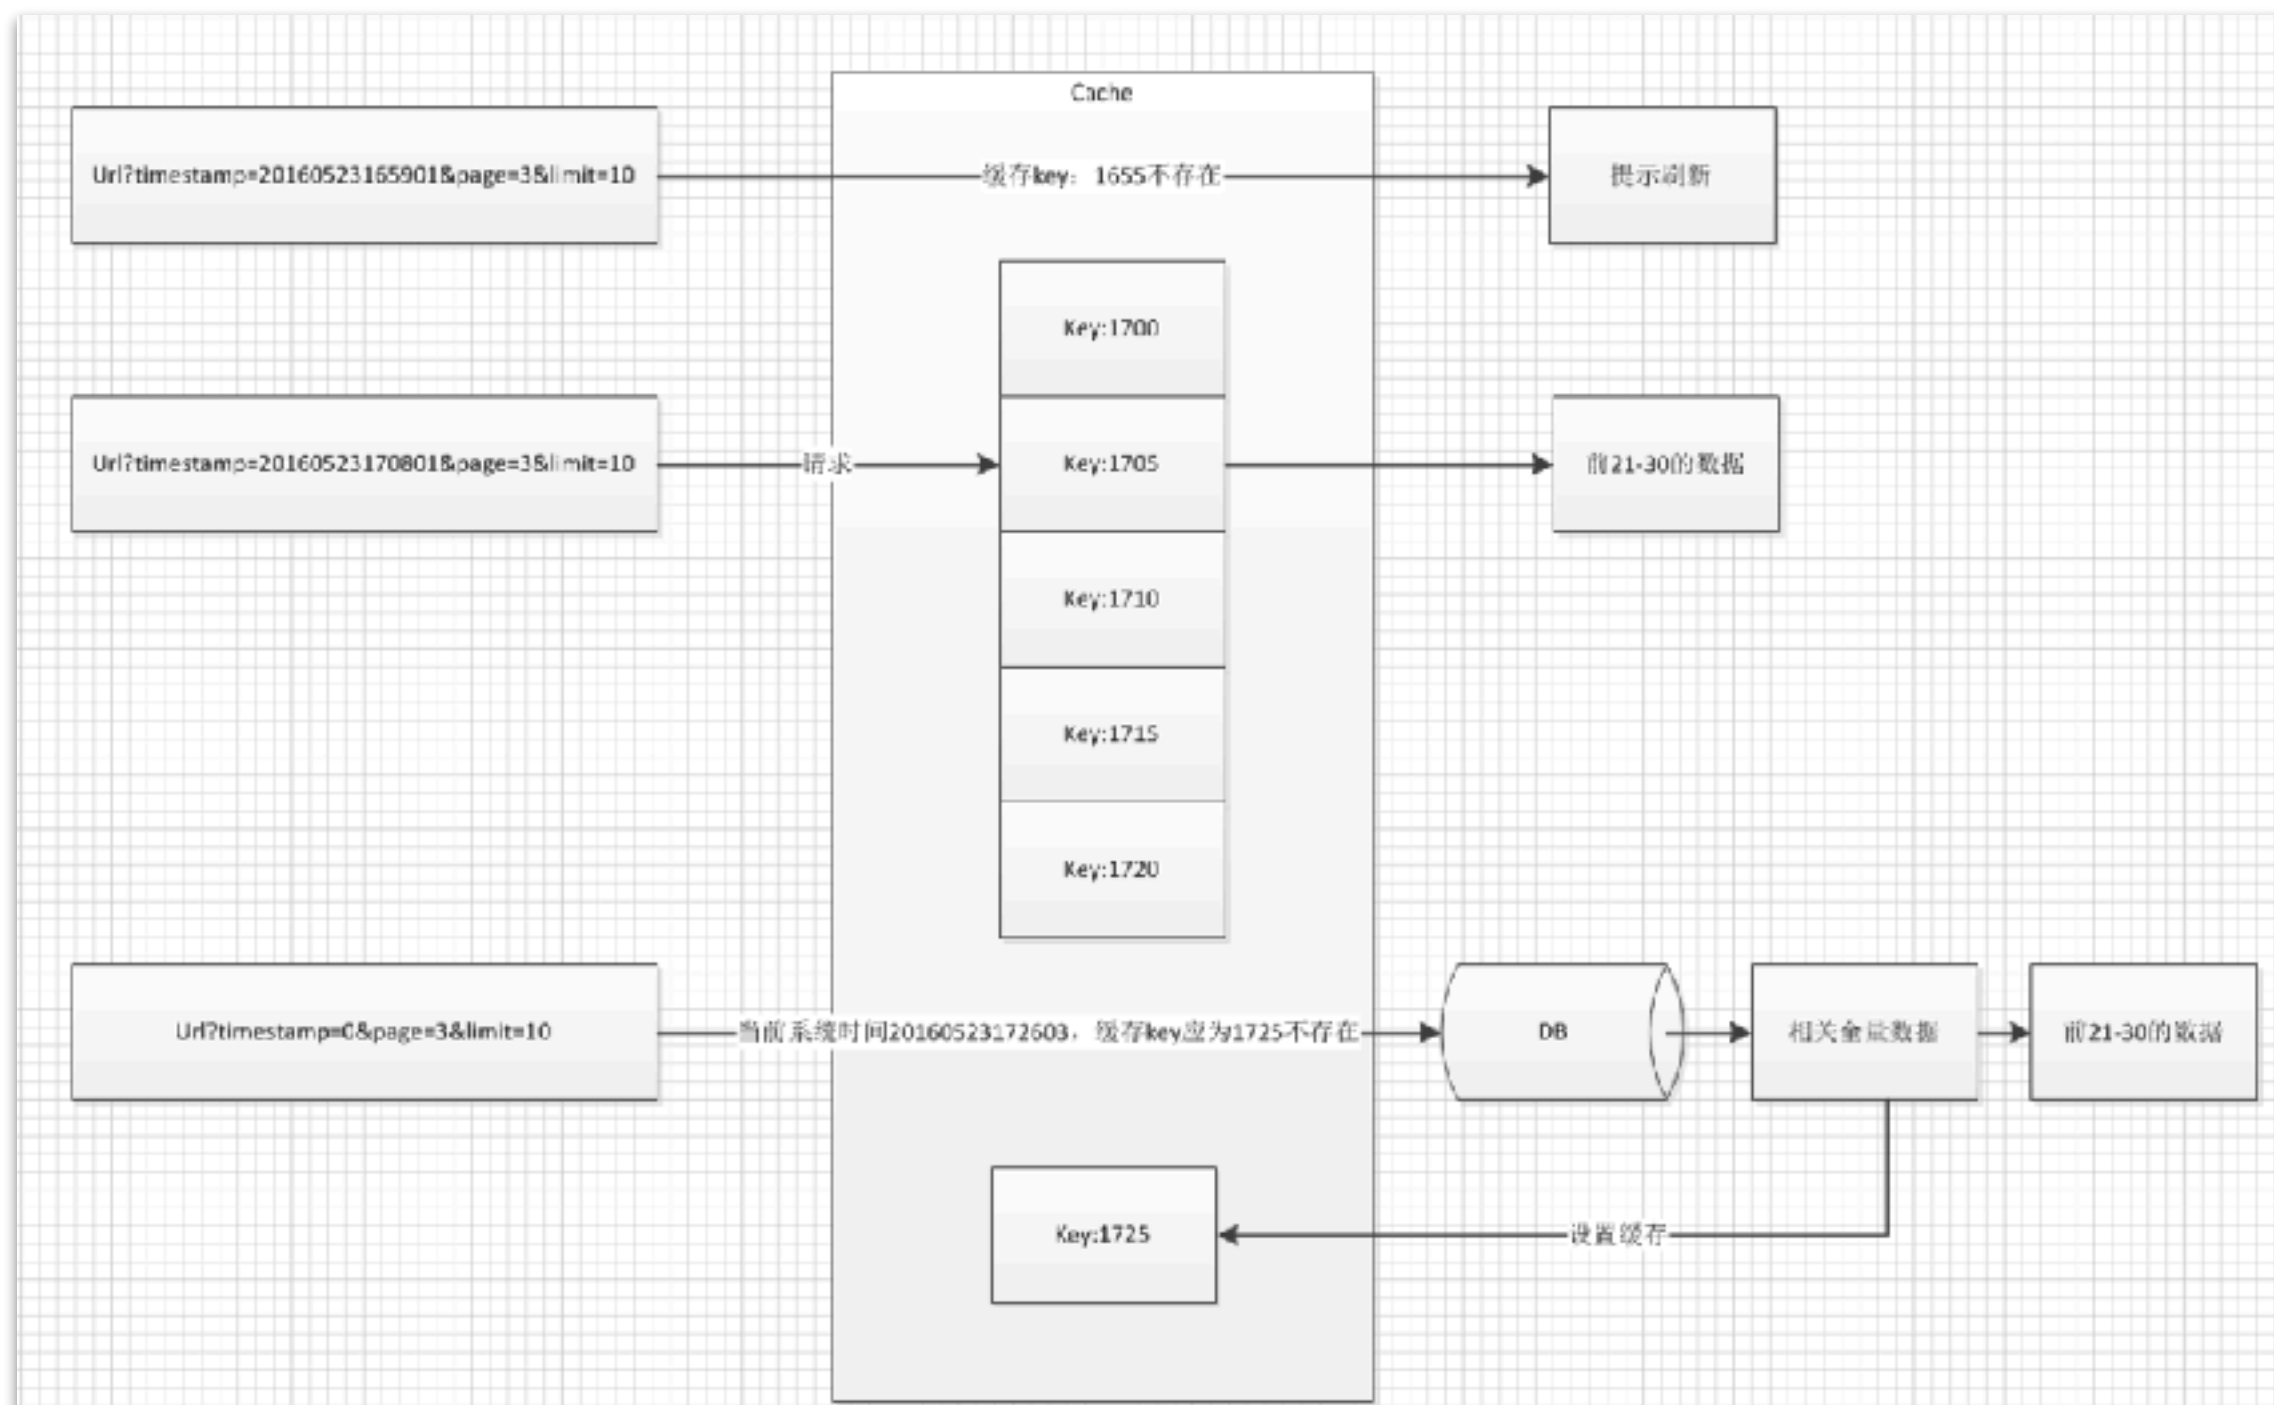 Cache
Url?timestamp=20160523165901&page=3&limit=10
缓存key：1655不存在
提示刷新
Key:1700
Url?timestamp=20160523170801&page=3&limit=10
请求
Key:1705
前21-30的数据
Key:1710
Key:1715
Key:1720
Url?timestamp=0&page=3&limit=10
当前系统时间20160523172603，缓存key应为1725不存在
DB
相关全量数据
前21-30的数据
Key:1725
设置缓存